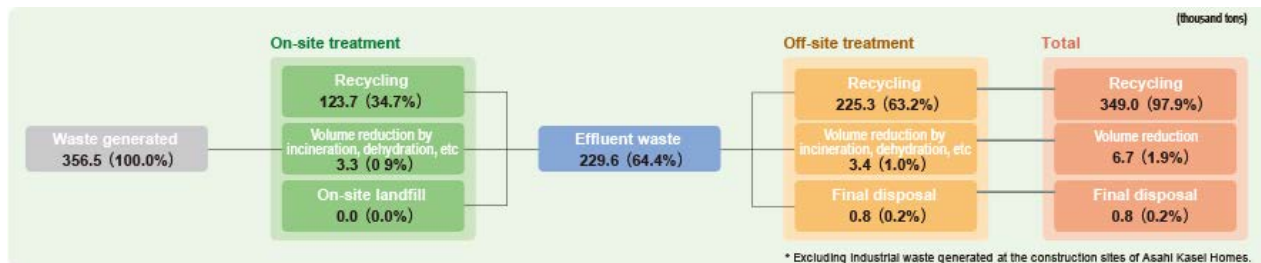 (thousand tons)
On-site treatment
Off-site treatment
Total
Waste generated
356.5 (100.0%)
Recycling
123.7 (34.7%)
Volume reduction by
incineration, dehydration, etc
3.3 (0 9%)
On-site landfill
0.0 (0.0%)
Effluent waste
229.6 (64.4%)
Recycling
225.3 (63.2%)
Volume reduction by
incineration, dehydration, etc
3.4 (1.0%)
Final disposal
0.8 (0.2%)
Recycling
349.0 (97.9%)
Volume reduction
6.7 (1.9%)
Final disposal
0.8 (0.2%)
* Excluding industrial waste generated at the construction sites of Asahi Kasei Homes.